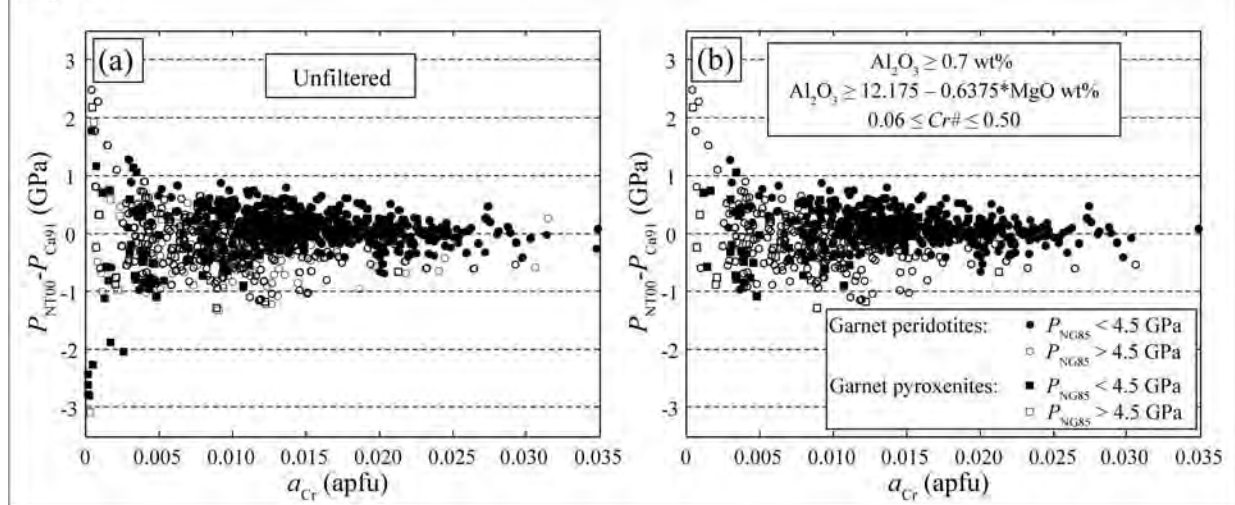 (a)
Unfiltered
3
2
1
0
-1
-2
-3
P_NT00-P_Ca91 (GPa)
0 0.005 0.010 0.015 0.020 0.025 0.030 0.035
a_Cr (apfu)
(b)
Al₂O₃ ≥ 0.7 wt%
Al₂O₃ ≥ 12.175 – 0.6375*MgO wt%
0.06 ≤ Cr# ≤ 0.50
3
2
1
0
-1
-2
-3
P_NT00-P_Ca91 (GPa)
Garnet peridotites: ● P_NG85 < 4.5 GPa
○ P_NG85 > 4.5 GPa
Garnet pyroxenites: ■ P_NG85 < 4.5 GPa
□ P_NG85 > 4.5 GPa
0 0.005 0.010 0.015 0.020 0.025 0.030 0.035
a_Cr (apfu)